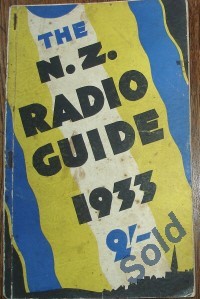 THE
N.Z.
RADIO
GUIDE
1933
2/-
Sold